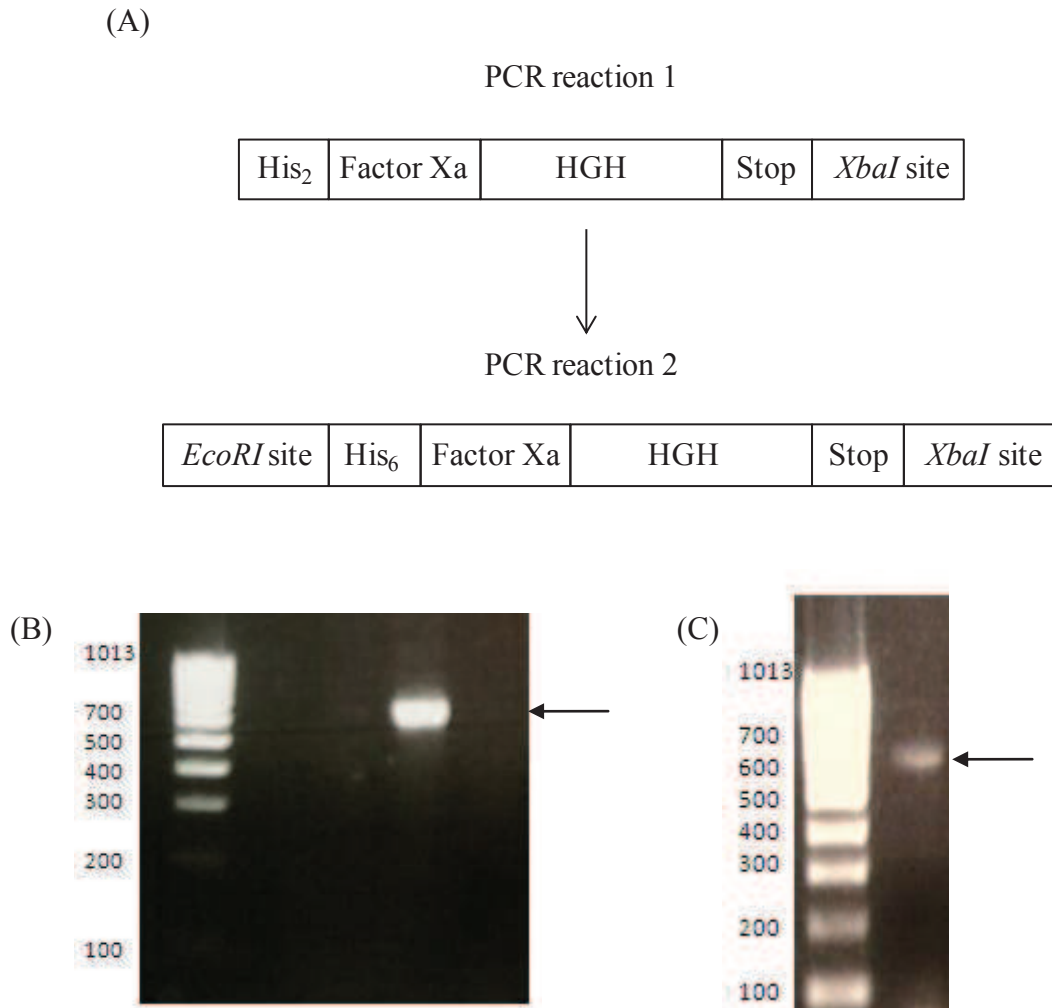 (A)
PCR reaction 1
His₂ Factor Xa HGH Stop XbaI site
PCR reaction 2
EcoRI site His₆ Factor Xa HGH Stop XbaI site
(B)
1013
700
500
400
300
200
100
(C)
1013
700
600
500
400
300
200
100